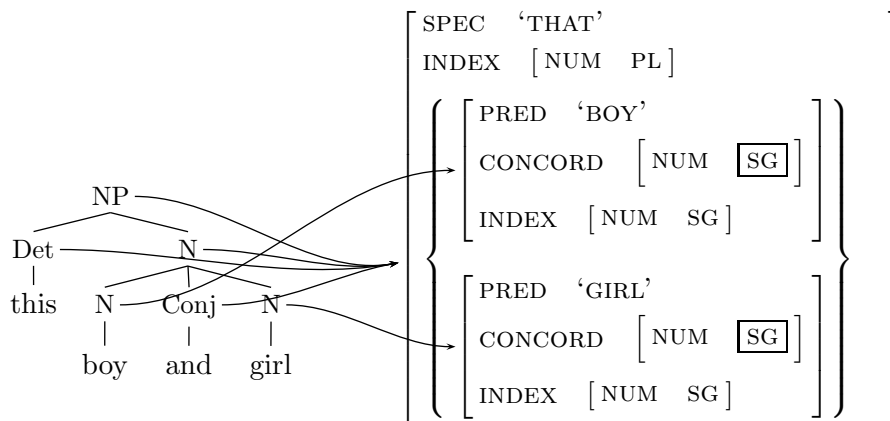 SPEC ‘THAT’
INDEX [ NUM PL ]
PRED ‘BOY’
CONCORD [ NUM SG ]
INDEX [ NUM SG ]
PRED ‘GIRL’
CONCORD [ NUM SG ]
INDEX [ NUM SG ]
NP
Det N
this N Conj N
boy and girl